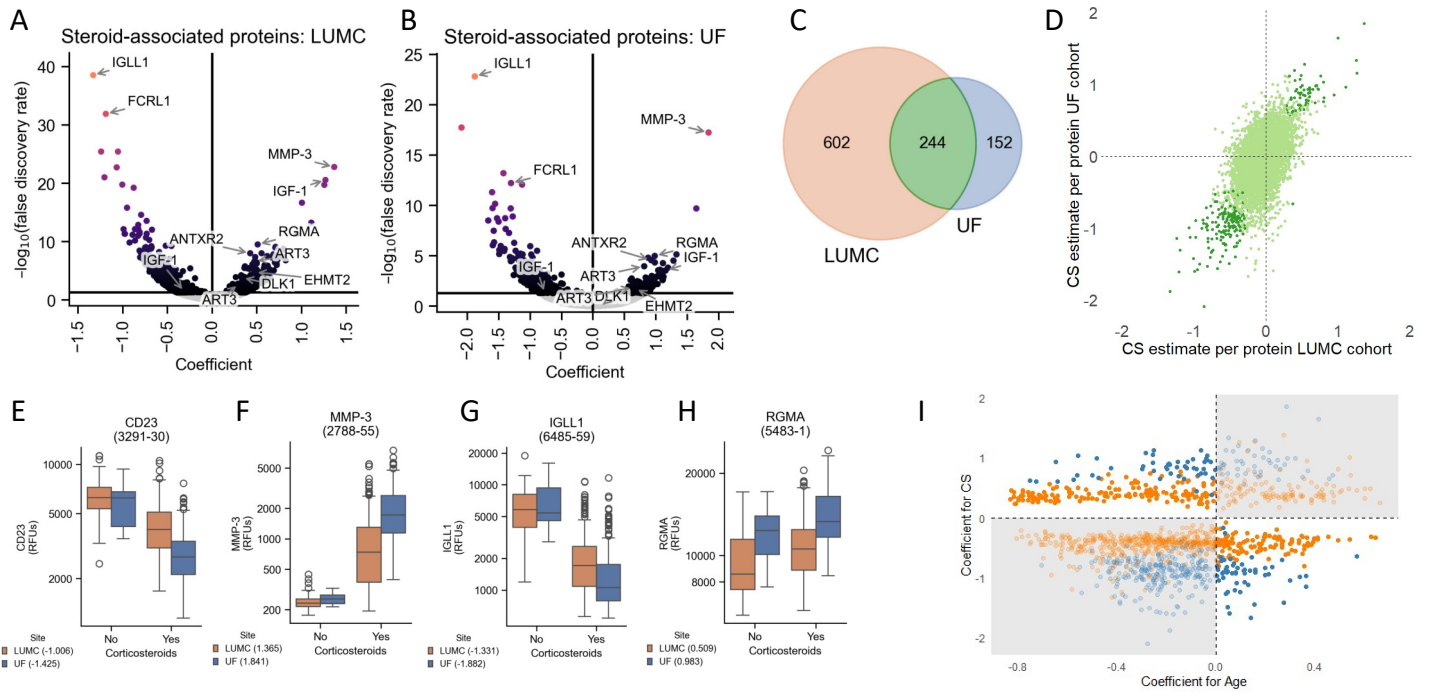 A
Steroid-associated proteins: LUMC
-log10(false discovery rate)
40
30
20
10
0
IGLL1
FCRL1
MMP-3
IGF-1
RGMA
ANTXR2
ART3
IGF-1
EHMT2
DLK1
ART3
-1.5
-1.0
-0.5
0.0
0.5
1.0
1.5
Coefficient
B
Steroid-associated proteins: UF
-log10(false discovery rate)
25
20
15
10
5
0
IGLL1
MMP-3
FCRL1
ANTXR2
RGMA
IGF-1
IGF-1
ART3
ART3
DLK1
EHMT2
-2.0
-1.5
-1.0
-0.5
0.0
0.5
1.0
1.5
2.0
Coefficient
C
602
244
152
UF
LUMC
D
CS estimate per protein UF cohort
2
1
0
-1
-2
-2
-1
0
1
2
CS estimate per protein LUMC cohort
E
CD23
(3291-30)
CD23
(RFUs)
10000
5000
2000
No
Yes
Site
Corticosteroids
LUMC (-1.006)
UF (-1.425)
F
MMP-3
(2788-55)
MMP-3
(RFUs)
5000
2000
1000
500
200
No
Yes
Site
Corticosteroids
LUMC (1.365)
UF (1.841)
G
IGLL1
(6485-59)
IGLL1
(RFUs)
20000
10000
5000
2000
1000
No
Yes
Site
Corticosteroids
LUMC (-1.331)
UF (-1.882)
H
RGMA
(5483-1)
RGMA
(RFUs)
20000
10000
8000
No
Yes
Site
Corticosteroids
LUMC (0.509)
UF (0.983)
I
Coefficient for CS
2
1
0
-1
-2
-0.8
-0.4
0.0
0.4
Coefficient for Age